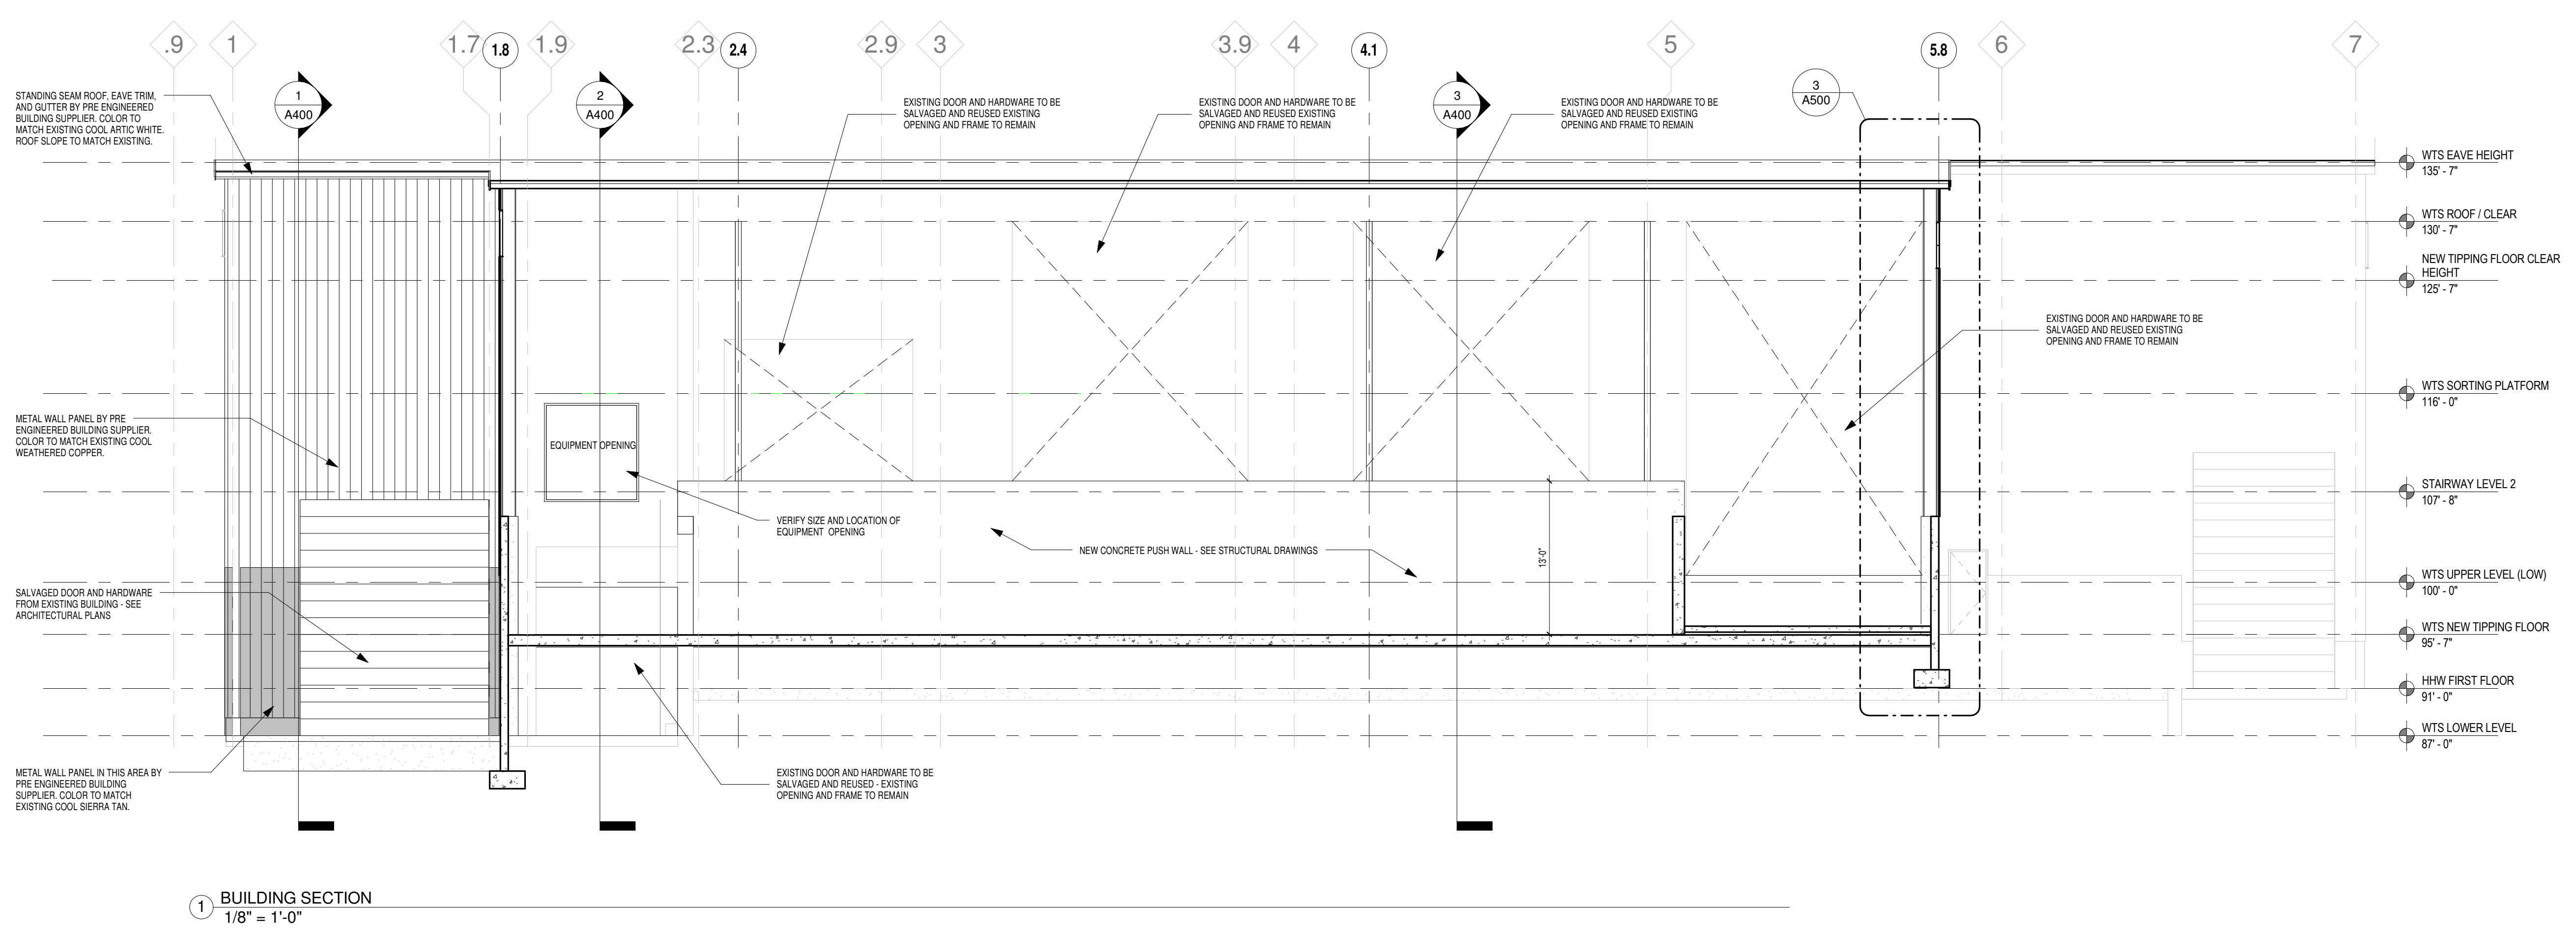 .9
1
1.7
1.8
1.9
2.3
2.4
2.9
3
3.9
4
4.1
5
5.8
6
7
STANDING SEAM ROOF, EAVE TRIM,
AND GUTTER BY PRE ENGINEERED
BUILDING SUPPLIER. COLOR TO
MATCH EXISTING COOL ARTIC WHITE.
ROOF SLOPE TO MATCH EXISTING.
1
A400
2
A400
EXISTING DOOR AND HARDWARE TO BE
SALVAGED AND REUSED EXISTING
OPENING AND FRAME TO REMAIN
EXISTING DOOR AND HARDWARE TO BE
SALVAGED AND REUSED EXISTING
OPENING AND FRAME TO REMAIN
3
A400
EXISTING DOOR AND HARDWARE TO BE
SALVAGED AND REUSED EXISTING
OPENING AND FRAME TO REMAIN
3
A500
WTS EAVE HEIGHT
135' - 7"
WTS ROOF / CLEAR
130' - 7"
NEW TIPPING FLOOR CLEAR
HEIGHT
125' - 7"
EXISTING DOOR AND HARDWARE TO BE
SALVAGED AND REUSED EXISTING
OPENING AND FRAME TO REMAIN
WTS SORTING PLATFORM
116' - 0"
METAL WALL PANEL BY PRE
ENGINEERED BUILDING SUPPLIER.
COLOR TO MATCH EXISTING COOL
WEATHERED COPPER.
EQUIPMENT OPENING
STAIRWAY LEVEL 2
107' - 8"
VERIFY SIZE AND LOCATION OF
EQUIPMENT OPENING
NEW CONCRETE PUSH WALL - SEE STRUCTURAL DRAWINGS
13'-0"
WTS UPPER LEVEL (LOW)
100' - 0"
SALVAGED DOOR AND HARDWARE
FROM EXISTING BUILDING - SEE
ARCHITECTURAL PLANS
WTS NEW TIPPING FLOOR
95' - 7"
HHW FIRST FLOOR
91' - 0"
WTS LOWER LEVEL
87' - 0"
METAL WALL PANEL IN THIS AREA BY
PRE ENGINEERED BUILDING
SUPPLIER. COLOR TO MATCH
EXISTING COOL SIERRA TAN.
EXISTING DOOR AND HARDWARE TO BE
SALVAGED AND REUSED - EXISTING
OPENING AND FRAME TO REMAIN
1
BUILDING SECTION
1/8" = 1'-0"